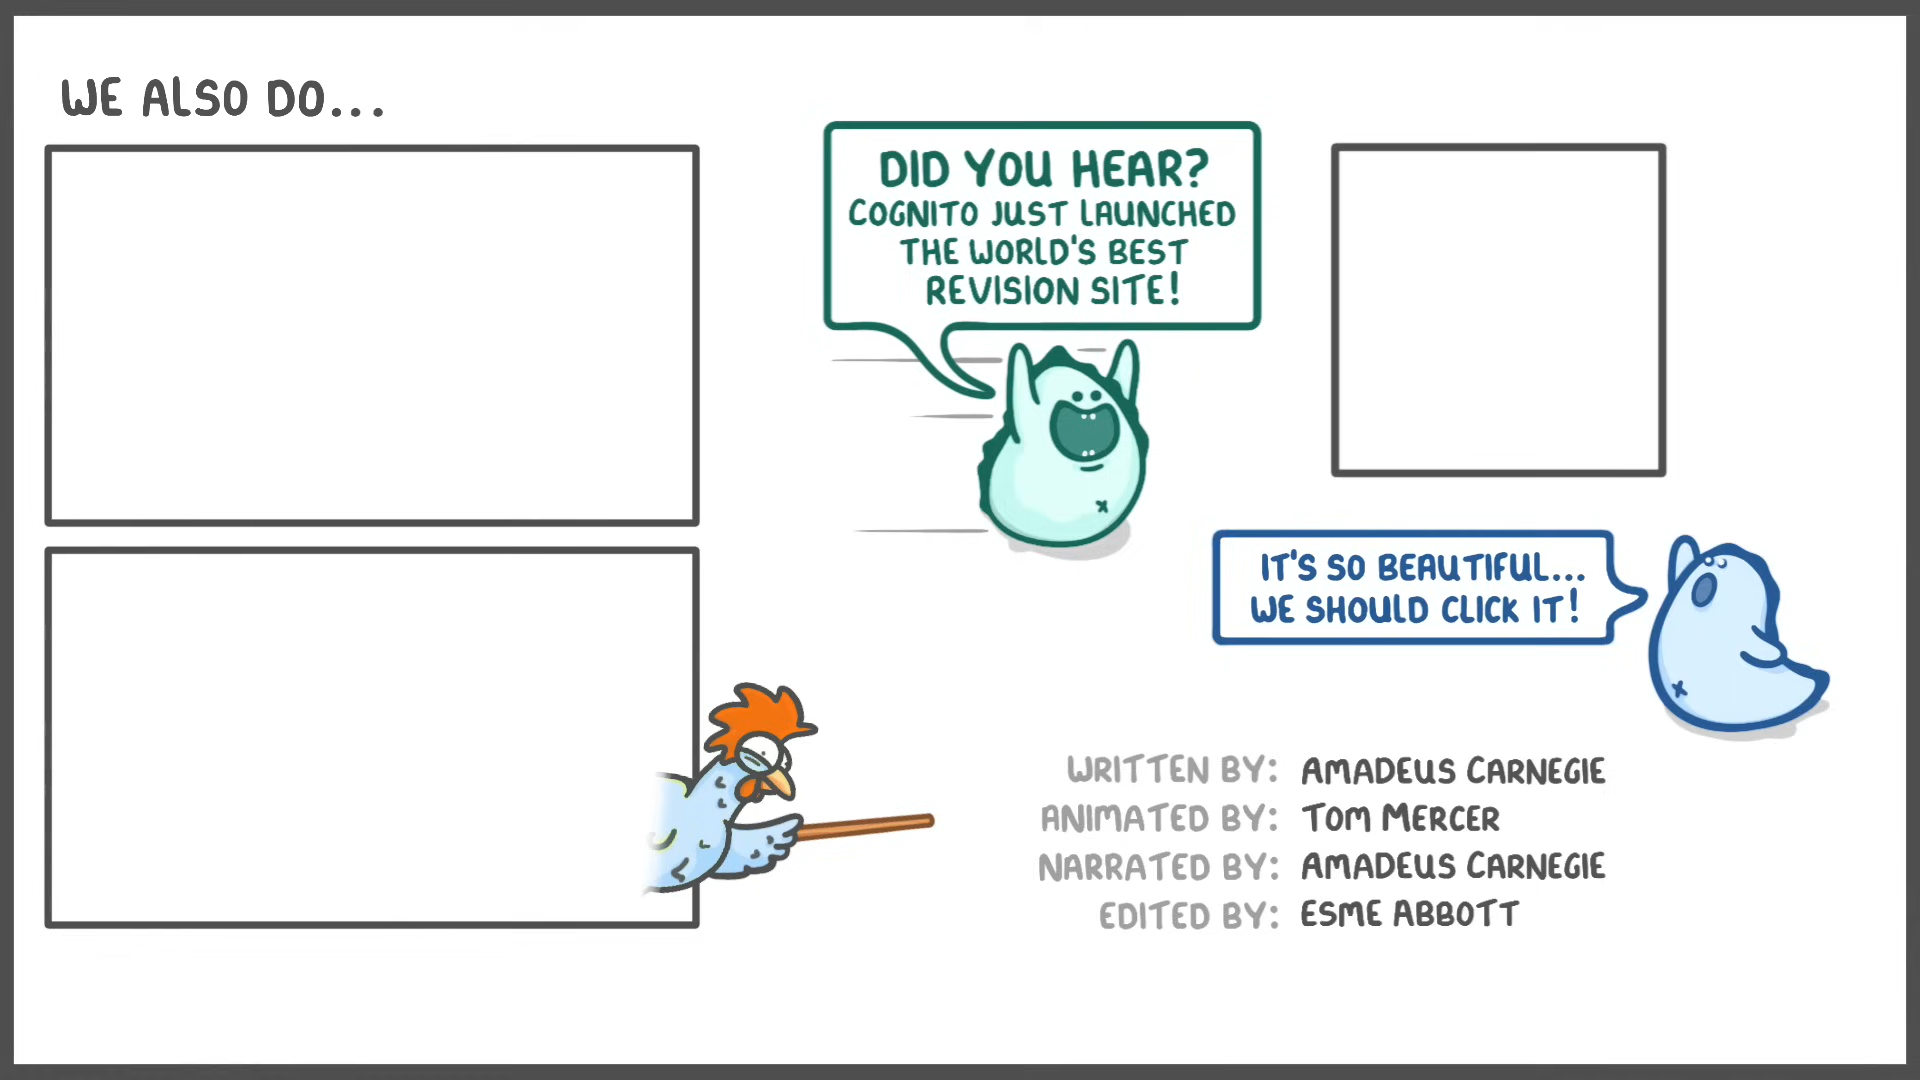 WE ALSO DO...
DID YOU HEAR?
COGNITO JUST LAUNCHED
THE WORLD'S BEST
REVISION SITE!
IT'S SO BEAUTIFUL...
WE SHOULD CLICK IT!
WRITTEN BY: AMADEUS CARNEGIE
ANIMATED BY: TOM MERCER
NARRATED BY: AMADEUS CARNEGIE
EDITED BY: ESME ABBOTT